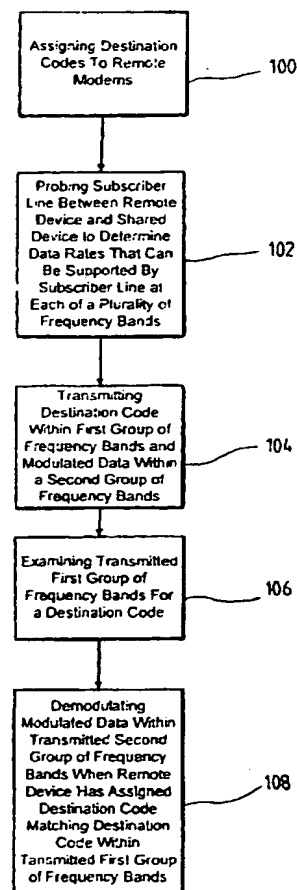 Assigning Destination
Codes To Remote
Modems
100
Probing Subscriber
Line Between Remote
Device and Shared
Device to Determine
Data Rates That Can
Be Supported By
Subscriber Line at
Each of a Plurality of
Frequency Bands
102
Transmitting
Destination Code
Within First Group of
Frequency Bands and
Modulated Data Within
a Second Group of
Frequency Bands
104
Examining Transmitted
First Group of
Frequency Bands For
a Destination Code
106
Demodulating
Modulated Data Within
Transmitted Second
Group of Frequency
Bands When Remote
Device Has Assigned
Destination Code
Matching Destination
Code Within
Tansmitted First Group
of Frequency Bands
108